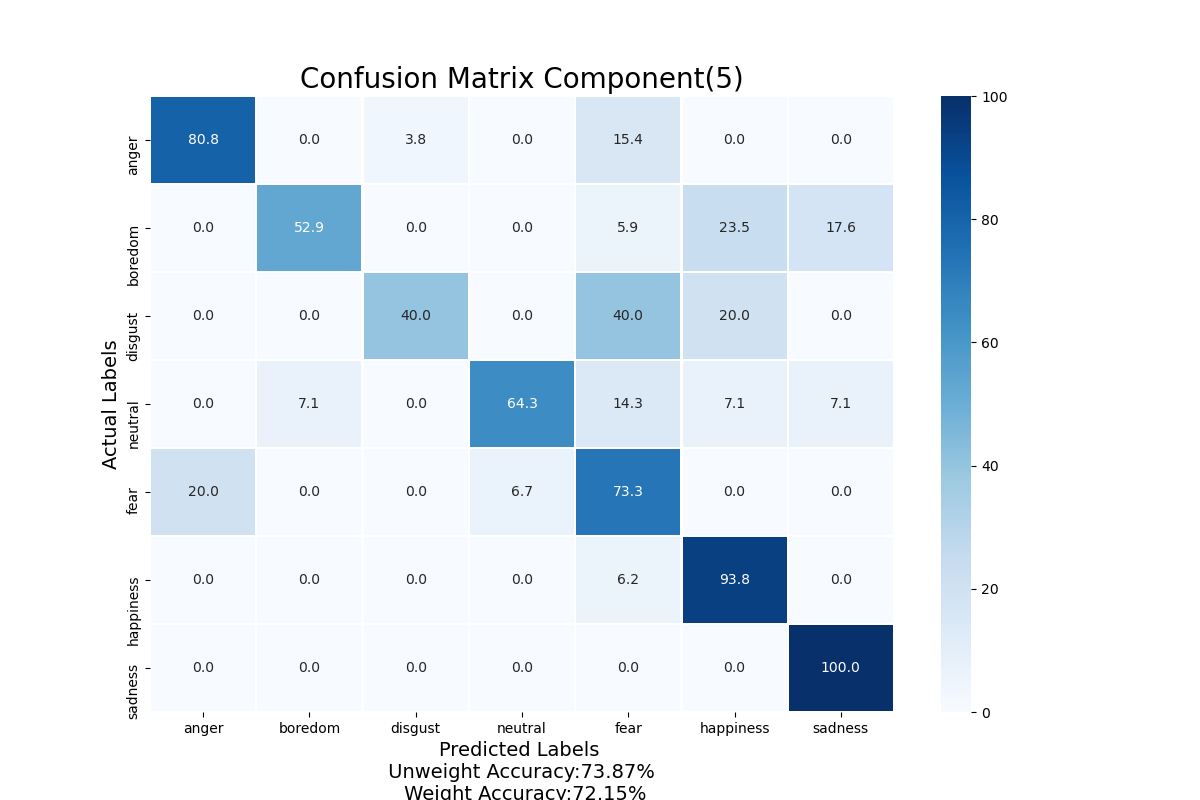 Confusion Matrix Component(5)
Actual Labels
anger 80.8 0.0 3.8 0.0 15.4 0.0 0.0
boredom 0.0 52.9 0.0 0.0 5.9 23.5 17.6
disgust 0.0 0.0 40.0 0.0 40.0 20.0 0.0
neutral 0.0 7.1 0.0 64.3 14.3 7.1 7.1
fear 20.0 0.0 0.0 6.7 73.3 0.0 0.0
happiness 0.0 0.0 0.0 0.0 6.2 93.8 0.0
sadness 0.0 0.0 0.0 0.0 0.0 0.0 100.0
anger boredom disgust neutral fear happiness sadness
Predicted Labels
Unweight Accuracy:73.87%
Weight Accuracy:72.15%
100
80
60
40
20
0